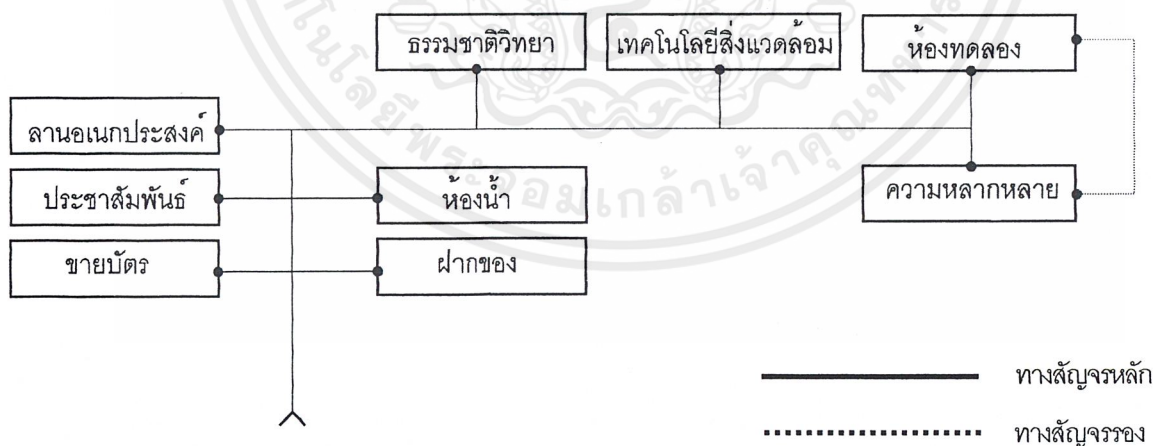 ธรรมชาติวิทยา
เทคโนโลยีสิ่งแวดล้อม
ห้องทดลอง
ลานอเนกประสงค์
ประชาสัมพันธ์
ห้องน้ำ
ความหลากหลาย
ขายบัตร
ฝากของ
ทางสัญจรหลัก
ทางสัญจรรอง